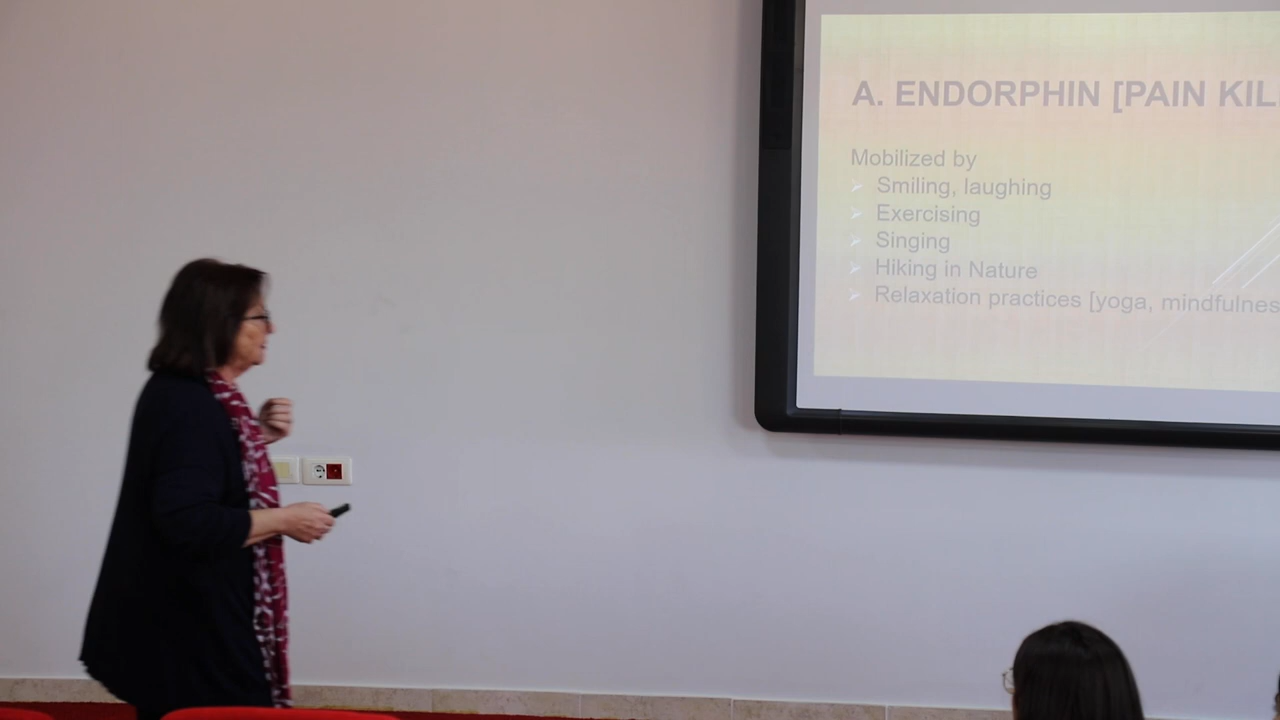 A. ENDORPHIN [PAIN KIL
Mobilized by
Smiling, laughing
Exercising
Singing
Hiking in Nature
Relaxation practices [yoga, mindfulnes